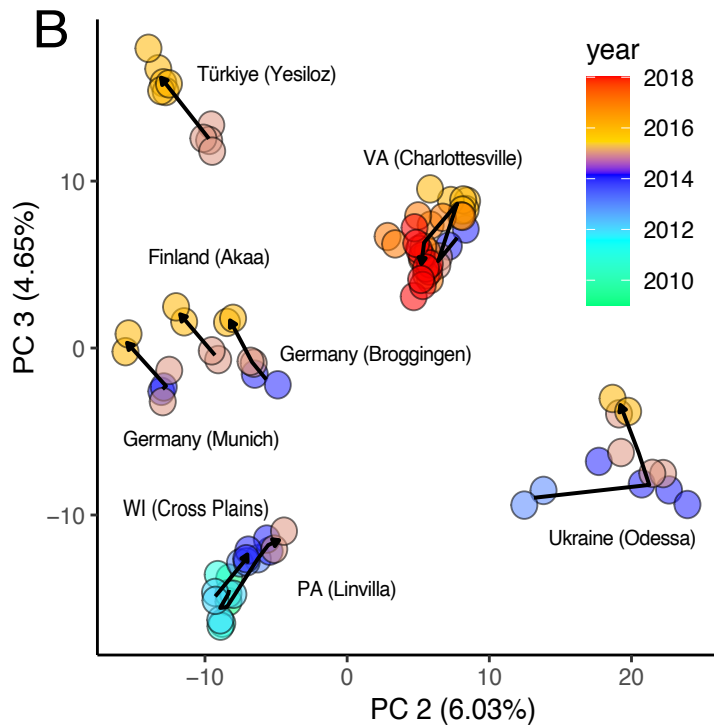 B
year
2018
2016
2014
2012
2010
Türkiye (Yesiloz)
VA (Charlottesville)
Finland (Akaa)
Germany (Broggingen)
Germany (Munich)
WI (Cross Plains)
PA (Linvilla)
Ukraine (Odessa)
PC 3 (4.65%)
10
0
−10
−10
0
10
20
PC 2 (6.03%)